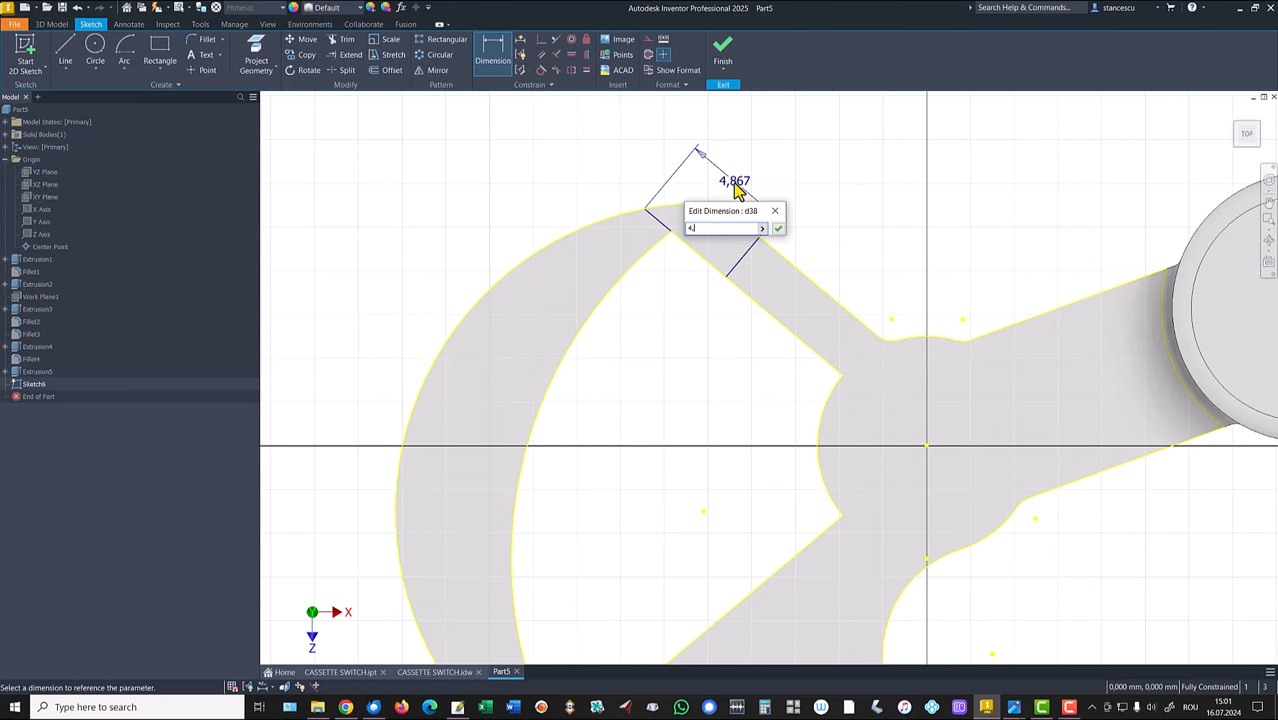 Material
Default
Autodesk Inventor Professional 2025
Part5
Search Help & Commands...
stancescu
File
3D Model
Sketch
Annotate
Inspect
Tools
Manage
View
Environments
Collaborate
Fusion
Start
2D Sketch
Line
Circle
Arc
Rectangle
Fillet
Text
Point
Project
Geometry
Move
Copy
Rotate
Trim
Extend
Split
Scale
Stretch
Offset
Rectangular
Circular
Mirror
Dimension
Image
Points
ACAD
Show Format
Finish
Sketch
Create
Modify
Pattern
Constrain
Insert
Format
Exit
Model
Part5
Model States: [Primary]
Solid Bodies(1)
View: [Primary]
Origin
YZ Plane
XZ Plane
XY Plane
X Axis
Y Axis
Z Axis
Center Point
Extrusion1
Fillet1
Extrusion2
Work Plane1
Extrusion3
Fillet2
Fillet3
Extrusion4
Fillet4
Extrusion5
Sketch6
End of Part
4,867
Edit Dimension : d38
4,
TOP
X
Y
Z
Home
CASSETTE SWITCH.ipt
CASSETTE SWITCH.idw
Part5
Select a dimension to reference the parameter.
0,000 mm, 0,000 mm
Fully Constrained
1
3
Type here to search
ROU
15:01
16.07.2024